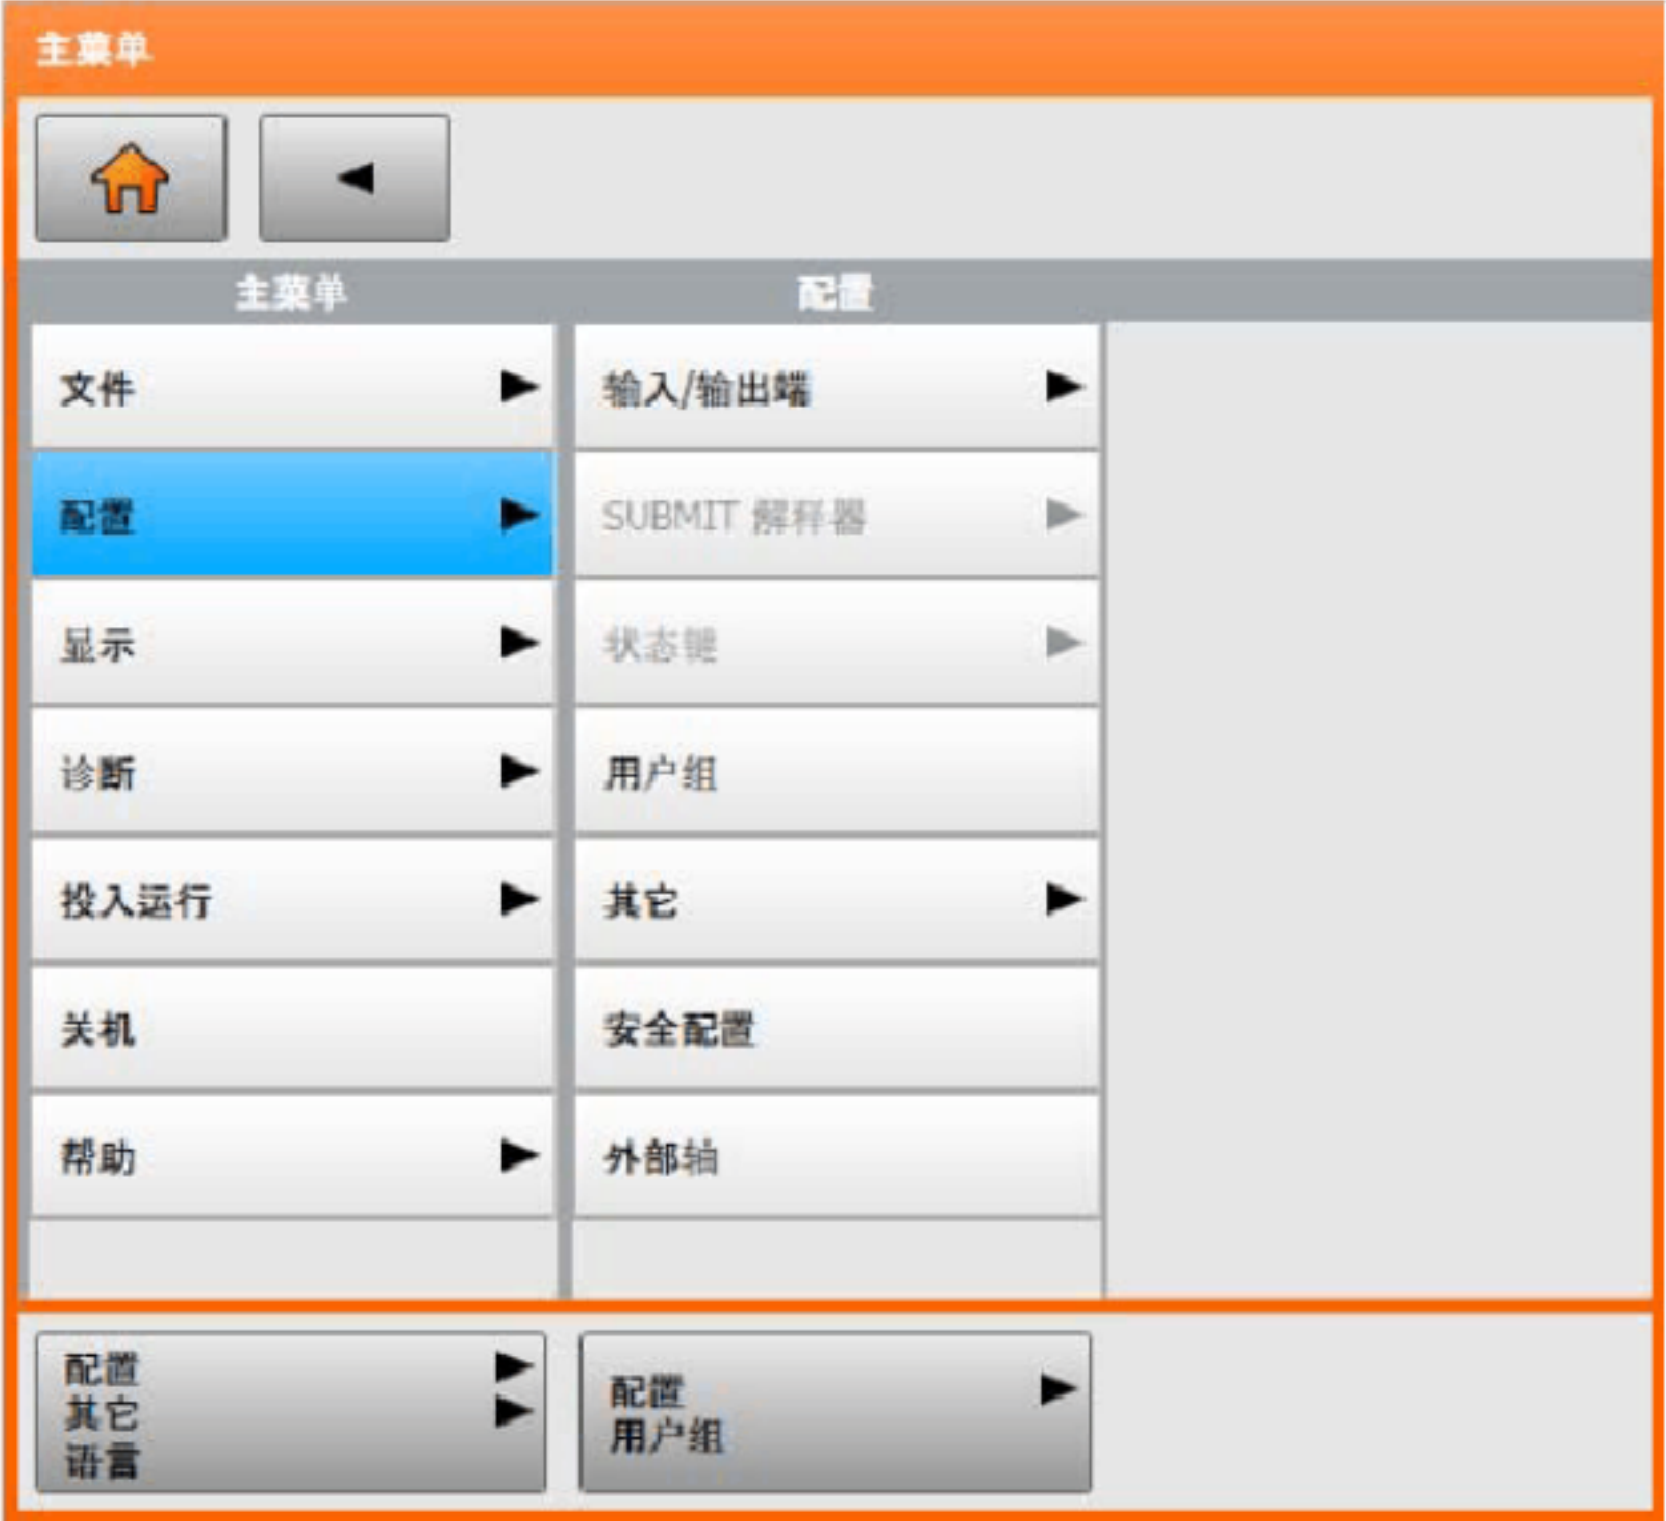 主菜单
主菜单
配置
文件
输入/输出端
配置
SUBMIT 解释器
显示
状态键
诊断
用户组
投入运行
其它
关机
安全配置
帮助
外部轴
配置
其它
语言
配置
用户组